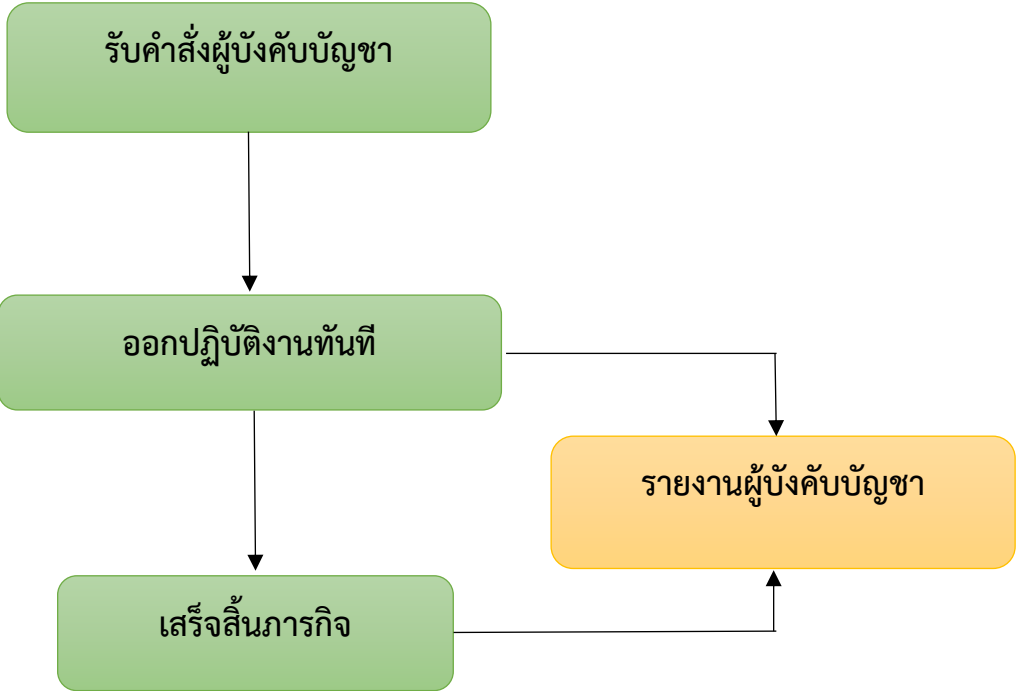 รับคำสั่งผู้บังคับบัญชา
ออกปฏิบัติงานทันที
รายงานผู้บังคับบัญชา
เสร็จสิ้นภารกิจ